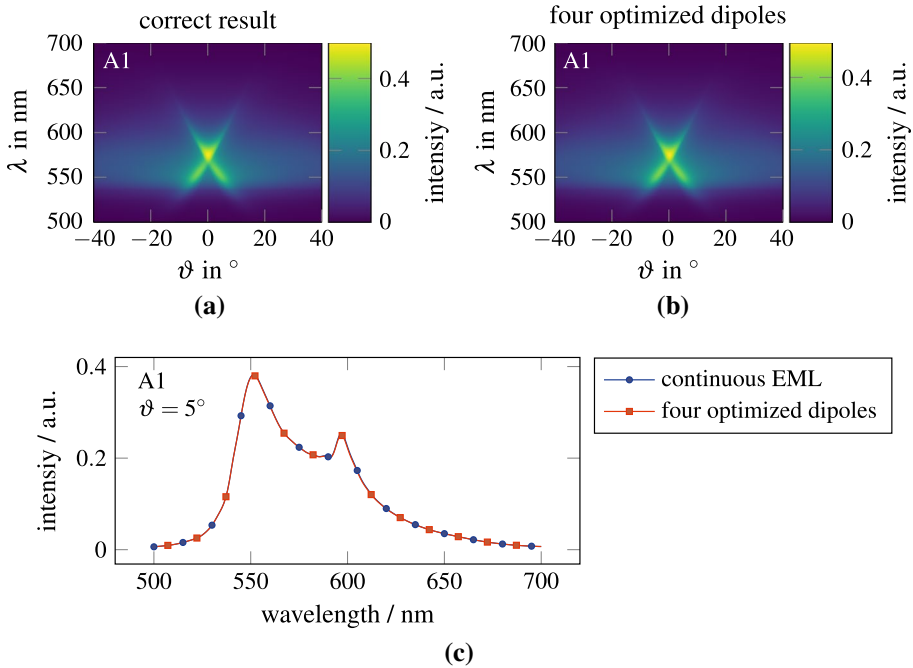 correct result
A1
700
650
600
550
500
λ in nm
−40
−20
0
20
40
ϑ in °
0.4
0.2
0
intensiy / a.u.
(a)
four optimized dipoles
A1
700
650
600
550
500
λ in nm
−40
−20
0
20
40
ϑ in °
0.4
0.2
0
intensiy / a.u.
(b)
A1
ϑ = 5°
0.4
0.2
0
intensiy / a.u.
500
550
600
650
700
wavelength / nm
continuous EML
four optimized dipoles
(c)